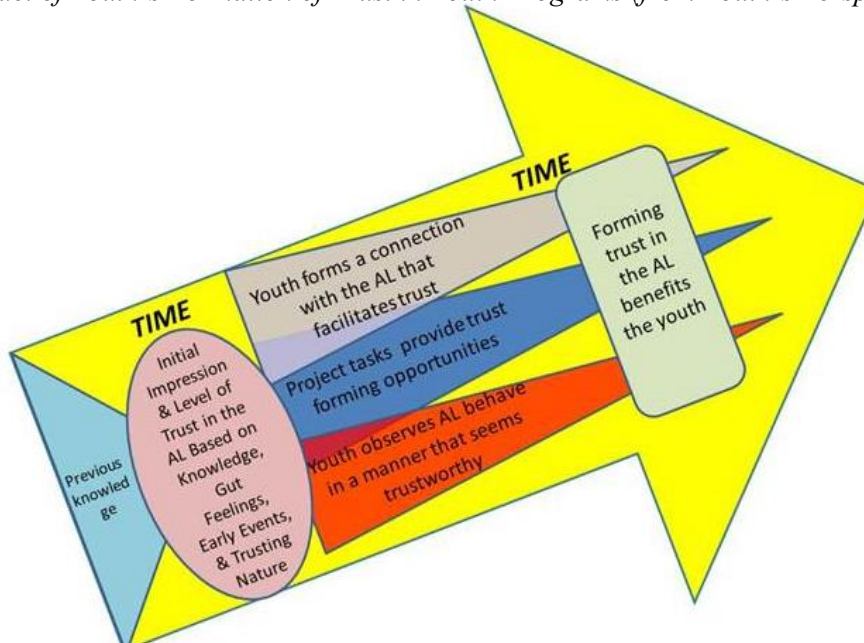 TIME
TIME
Previous
knowled
ge
Initial
Impression
& Level of
Trust in the
AL Based on
Knowledge,
Gut
Feelings,
Early Events,
& Trusting
Nature
Youth forms a connection
with the AL that
facilitates trust
Project tasks provide trust
forming opportunities
Youth observes AL behave
in a manner that seems
trustworthy
Forming
trust in
the AL
benefits
the youth